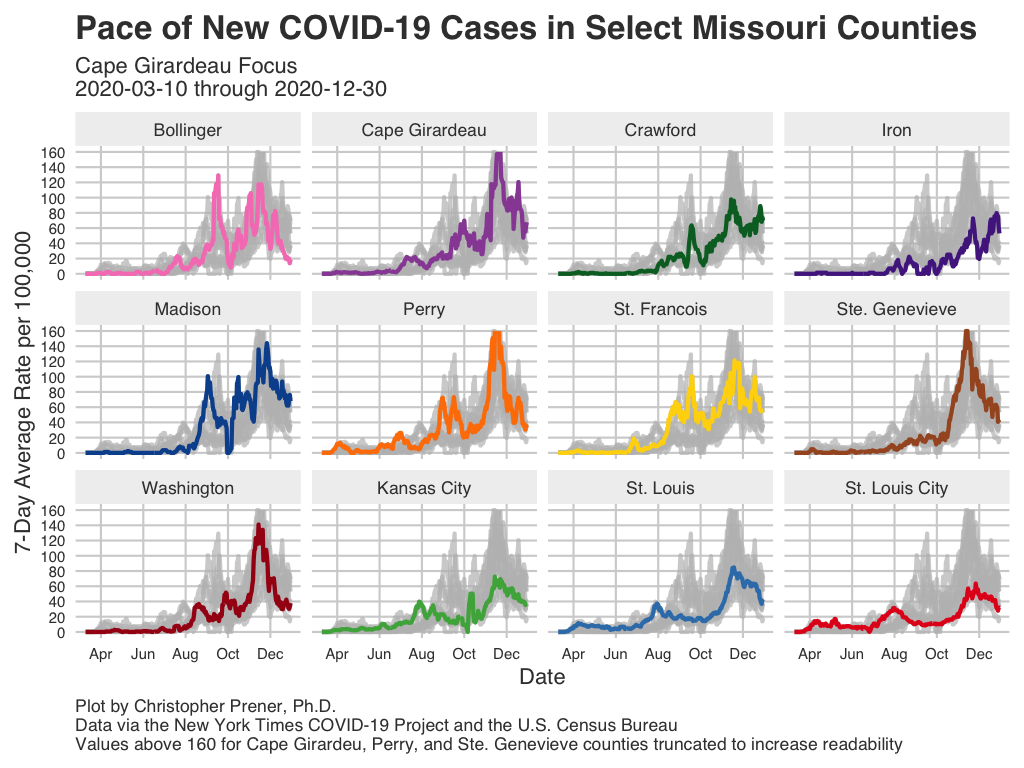 Pace of New COVID-19 Cases in Select Missouri Counties
Cape Girardeau Focus
2020-03-10 through 2020-12-30
Bollinger
Cape Girardeau
Crawford
Iron
160
140
120
100
80
60
40
20
0
Madison
Perry
St. Francois
Ste. Genevieve
160
140
120
100
80
60
40
20
0
Washington
Kansas City
St. Louis
St. Louis City
160
140
120
100
80
60
40
20
0
7-Day Average Rate per 100,000
Apr Jun Aug Oct Dec
Apr Jun Aug Oct Dec
Apr Jun Aug Oct Dec
Apr Jun Aug Oct Dec
Date
Plot by Christopher Prener, Ph.D.
Data via the New York Times COVID-19 Project and the U.S. Census Bureau
Values above 160 for Cape Girardeu, Perry, and Ste. Genevieve counties truncated to increase readability